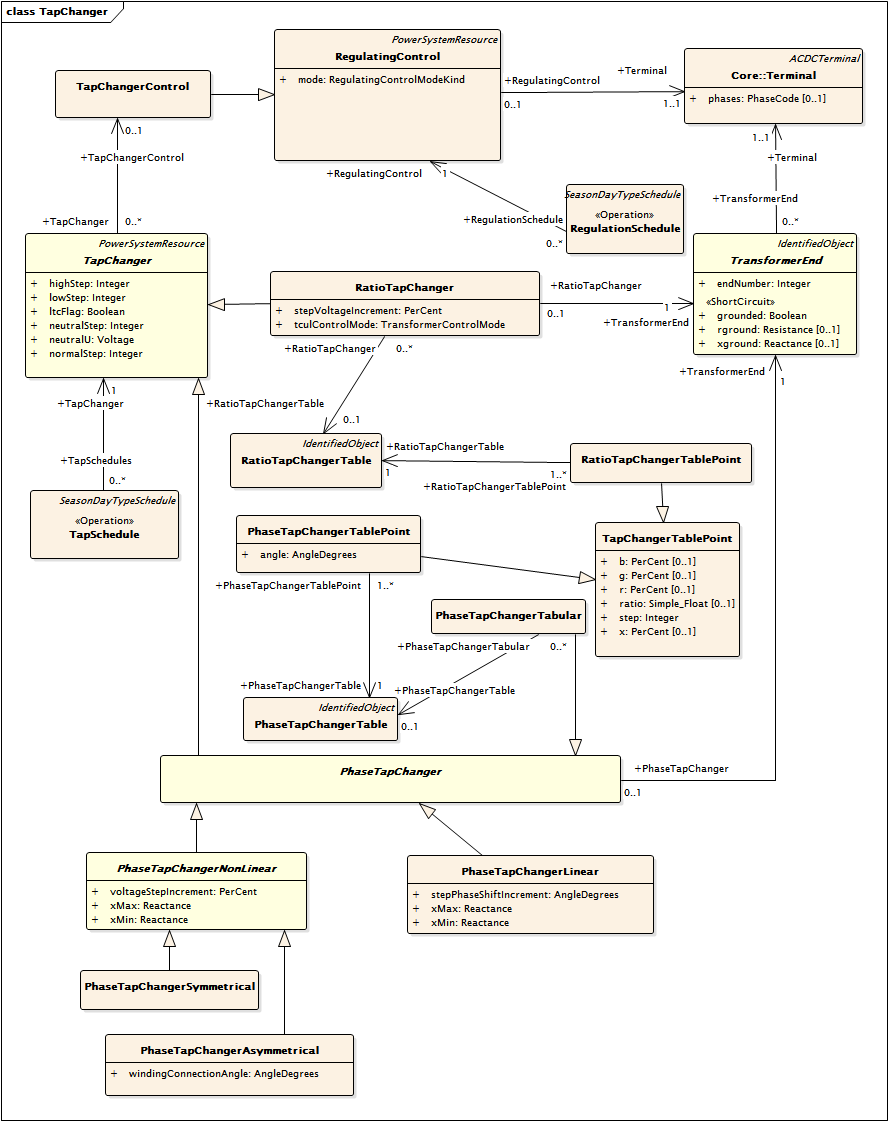 class TapChanger
PowerSystemResource
RegulatingControl
+ mode: RegulatingControlModeKind
TapChangerControl
ACDCTerminal
Core::Terminal
+ phases: PhaseCode [0..1]
+RegulatingControl
0..1
+Terminal
1..1
0..1
+TapChangerControl
+TapChanger
0..*
+RegulatingControl
1
+RegulationSchedule
0..*
SeasonDayTypeSchedule
«Operation»
RegulationSchedule
1..1
+Terminal
+TransformerEnd
0..*
PowerSystemResource
TapChanger
+ highStep: Integer
+ lowStep: Integer
+ ltcFlag: Boolean
+ neutralStep: Integer
+ neutralU: Voltage
+ normalStep: Integer
RatioTapChanger
+ stepVoltageIncrement: PerCent
+ tculControlMode: TransformerControlMode
+RatioTapChanger
0..1
1
+TransformerEnd
IdentifiedObject
TransformerEnd
+ endNumber: Integer
«ShortCircuit»
+ grounded: Boolean
+ rground: Resistance [0..1]
+ xground: Reactance [0..1]
+RatioTapChanger
0..*
+TransformerEnd
1
1
+TapChanger
+TapSchedules
0..*
+RatioTapChangerTable
0..1
IdentifiedObject
RatioTapChangerTable
+RatioTapChangerTable
1
1..*
+RatioTapChangerTablePoint
RatioTapChangerTablePoint
SeasonDayTypeSchedule
«Operation»
TapSchedule
PhaseTapChangerTablePoint
+ angle: AngleDegrees
TapChangerTablePoint
+ b: PerCent [0..1]
+ g: PerCent [0..1]
+ r: PerCent [0..1]
+ ratio: Simple_Float [0..1]
+ step: Integer
+ x: PerCent [0..1]
+PhaseTapChangerTablePoint
1..*
PhaseTapChangerTabular
+PhaseTapChangerTabular
0..*
+PhaseTapChangerTable
1
+PhaseTapChangerTable
0..1
IdentifiedObject
PhaseTapChangerTable
PhaseTapChanger
+PhaseTapChanger
0..1
PhaseTapChangerNonLinear
+ voltageStepIncrement: PerCent
+ xMax: Reactance
+ xMin: Reactance
PhaseTapChangerLinear
+ stepPhaseShiftIncrement: AngleDegrees
+ xMax: Reactance
+ xMin: Reactance
PhaseTapChangerSymmetrical
PhaseTapChangerAsymmetrical
+ windingConnectionAngle: AngleDegrees